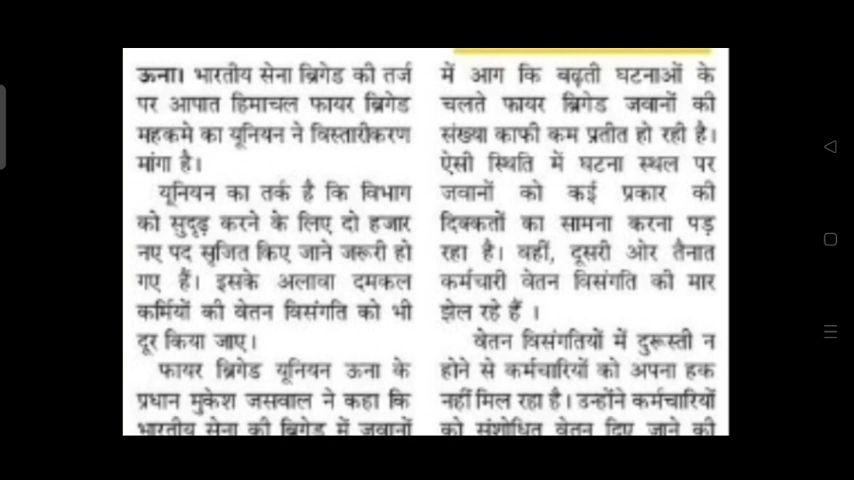 ऊना। भारतीय सेना ब्रिगेड की तर्ज
पर आपात हिमाचल फायर ब्रिगेड
महकमे का यूनियन ने विस्तारीकरण
मांगा है।
यूनियन का तर्क है कि विभाग
को सुदृढ़ करने के लिए दो हजार
नए पद सृजित किए जाने जरूरी हो
गए हैं। इसके अलावा दमकल
कर्मियों की वेतन विसंगति को भी
दूर किया जाए।
फायर ब्रिगेड यूनियन ऊना के
प्रधान मुकेश जसवाल ने कहा कि
भारतीय सेना की ब्रिगेड में जवानों
में आग कि बढ़ती घटनाओं के
चलते फायर ब्रिगेड जवानों की
संख्या काफी कम प्रतीत हो रही है।
ऐसी स्थिति में घटना स्थल पर
जवानों को कई प्रकार की
दिक्कतों का सामना करना पड़
रहा है। वहीं, दूसरी ओर तैनात
कर्मचारी वेतन विसंगति की मार
झेल रहे हैं ।
वेतन विसंगतियों में दुरूस्ती न
होने से कर्मचारियों को अपना हक
नहीं मिल रहा है। उन्होंने कर्मचारियों
को संशोधित वेतन दिए जाने की